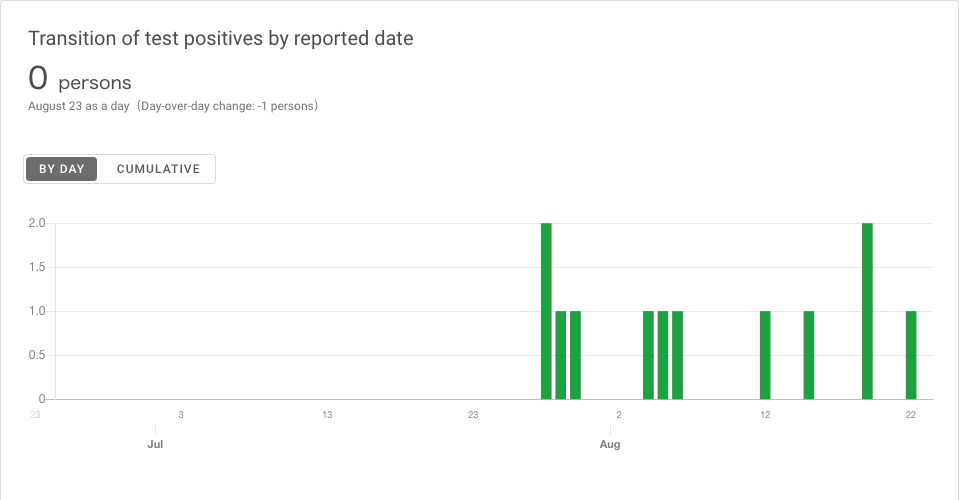 Transition of test positives by reported date
0 persons
August 23 as a day (Day-over-day change: -1 persons)
BY DAY CUMULATIVE
2.0
1.5
1.0
0.5
0
23 3 13 23 2 12 22
Jul Aug